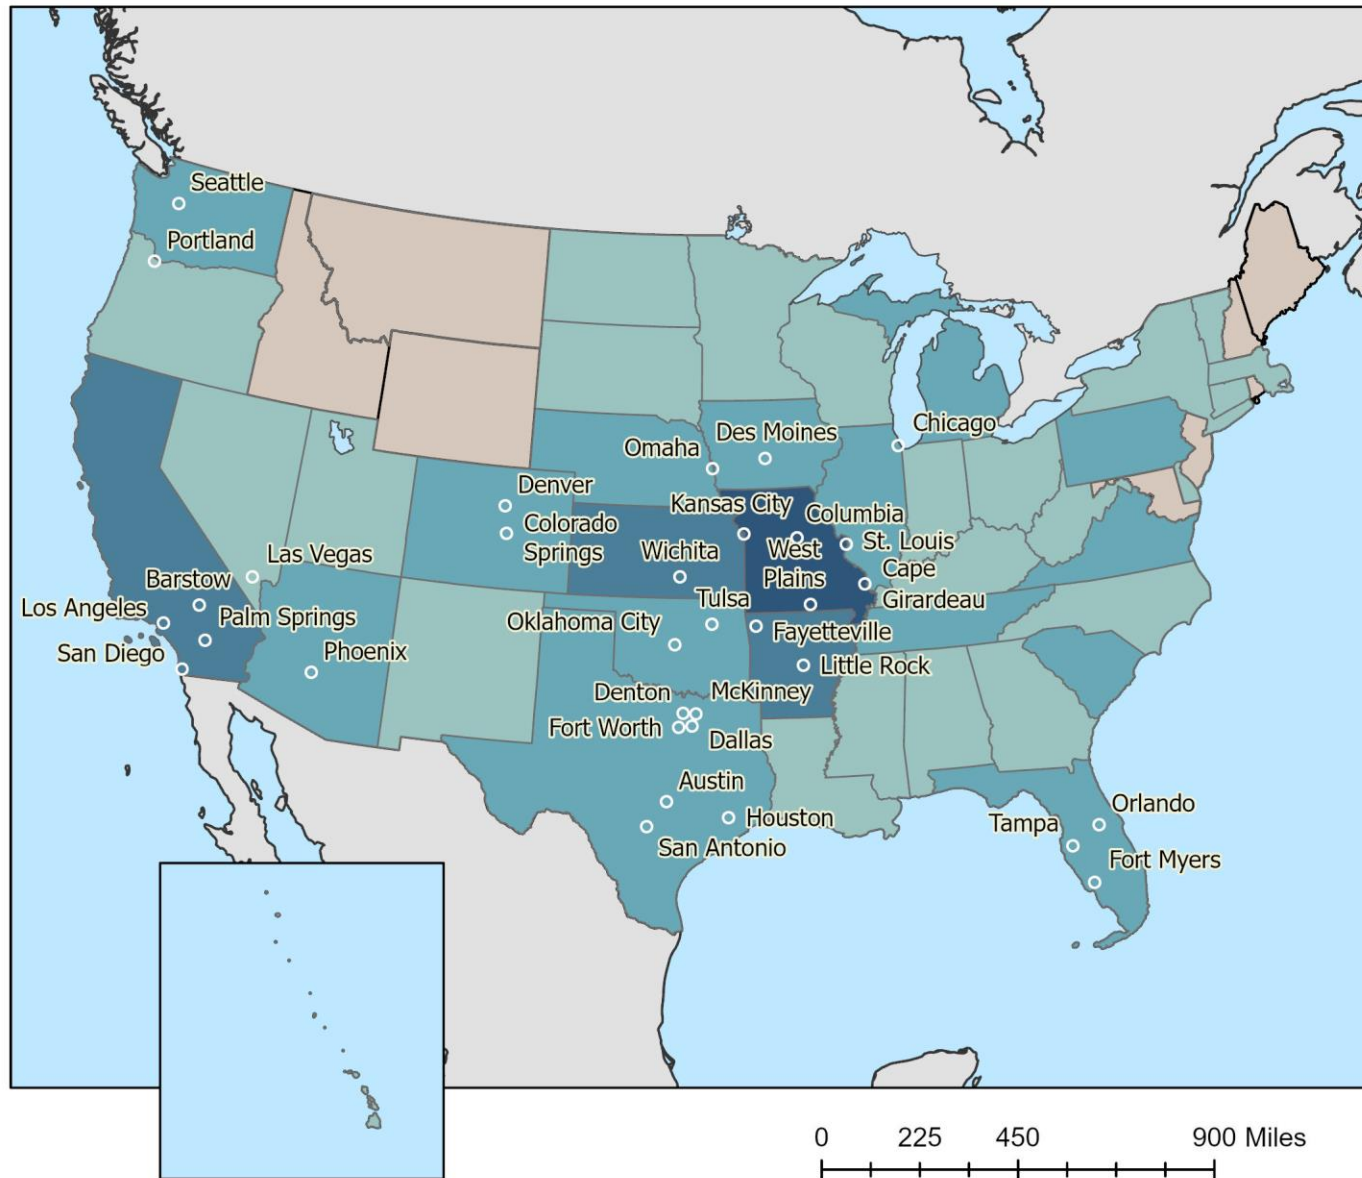 Seattle
Portland
Chicago
Des Moines
Omaha
Denver
Kansas City
Columbia
Colorado
Springs
St. Louis
Wichita
West
Plains
Las Vegas
Cape
Girardeau
Barstow
Tulsa
Los Angeles
Palm Springs
Oklahoma City
Fayetteville
San Diego
Phoenix
Little Rock
Denton
McKinney
Fort Worth
Dallas
Austin
Houston
San Antonio
Orlando
Tampa
Fort Myers
0 225 450 900 Miles